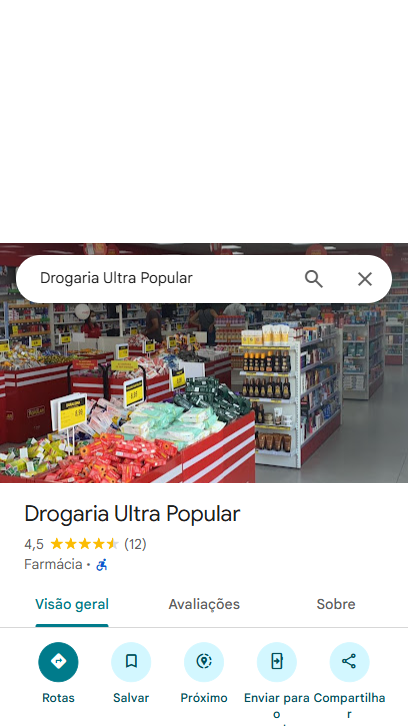 Drogaria Ultra Popular
Drogaria Ultra Popular
4,5 (12)
Farmácia •
Visão geral Avaliações Sobre
Rotas Salvar Próximo Enviar para o Compartilhar